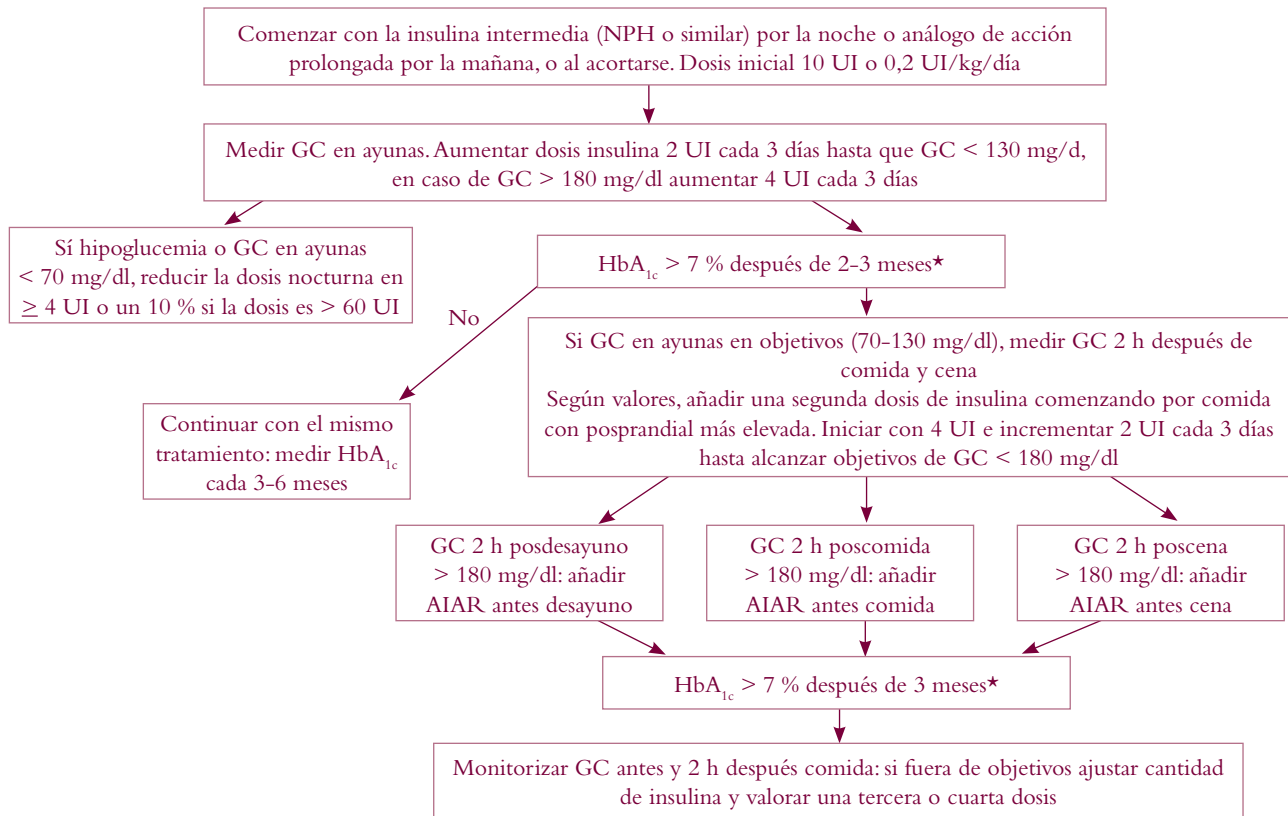 Comenzar con la insulina intermedia (NPH o similar) por la noche o análogo de acción
prolongada por la mañana, o al acortarse. Dosis inicial 10 UI o 0,2 UI/kg/día
Medir GC en ayunas. Aumentar dosis insulina 2 UI cada 3 días hasta que GC < 130 mg/d,
en caso de GC > 180 mg/dl aumentar 4 UI cada 3 días
Sí hipoglucemia o GC en ayunas
< 70 mg/dl, reducir la dosis nocturna en
≥ 4 UI o un 10 % si la dosis es > 60 UI
HbA1c > 7 % después de 2-3 meses★
No
Continuar con el mismo
tratamiento: medir HbA1c
cada 3-6 meses
Si GC en ayunas en objetivos (70-130 mg/dl), medir GC 2 h después de
comida y cena
Según valores, añadir una segunda dosis de insulina comenzando por comida
con posprandial más elevada. Iniciar con 4 UI e incrementar 2 UI cada 3 días
hasta alcanzar objetivos de GC < 180 mg/dl
GC 2 h posdesayuno
> 180 mg/dl: añadir
AIAR antes desayuno
GC 2 h poscomida
> 180 mg/dl: añadir
AIAR antes comida
GC 2 h poscena
> 180 mg/dl: añadir
AIAR antes cena
HbA1c > 7 % después de 3 meses★
Monitorizar GC antes y 2 h después comida: si fuera de objetivos ajustar cantidad
de insulina y valorar una tercera o cuarta dosis